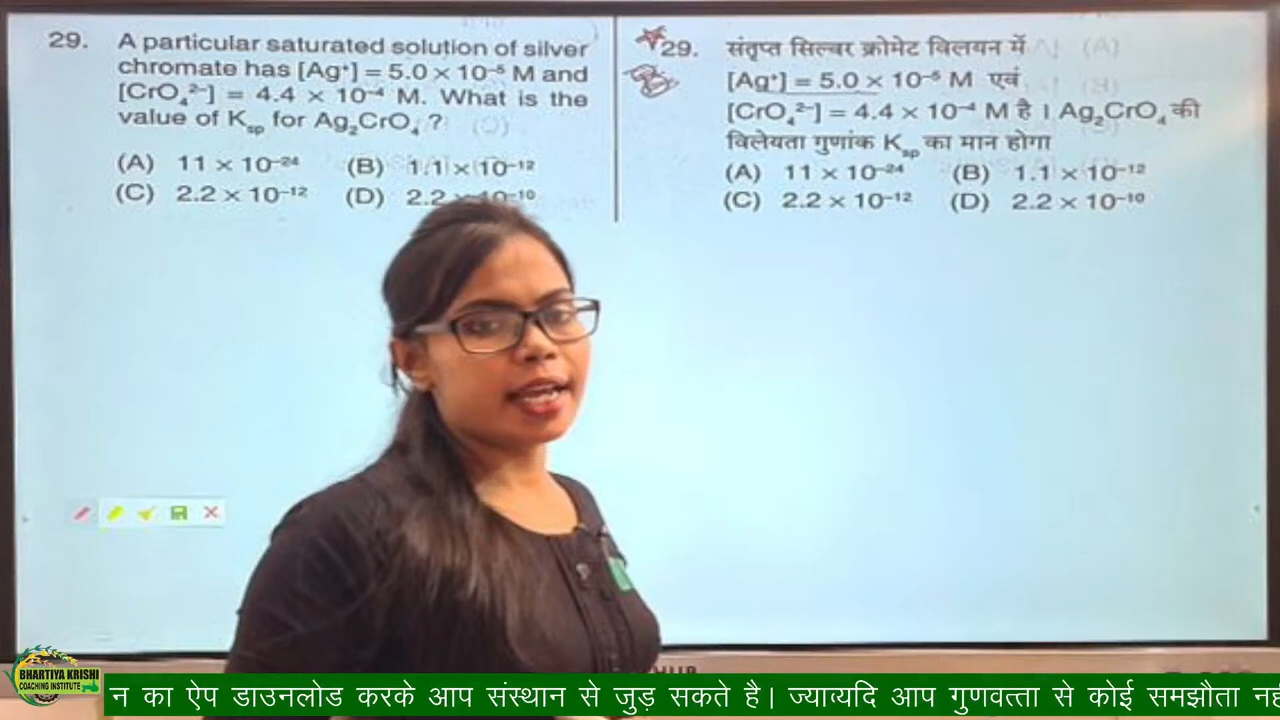 29. A particular saturated solution of silver
chromate has [Ag⁺] = 5.0 × 10⁻⁵ M and
[CrO₄²⁻] = 4.4 × 10⁻⁴ M. What is the
value of Kₛₚ for Ag₂CrO₄ ?
(A) 11 × 10⁻²⁴ (B) 1.1 × 10⁻¹²
(C) 2.2 × 10⁻¹² (D) 2.2 × 10⁻¹⁰
29. संतृप्त सिल्वर क्रोमेट विलयन में
[Ag⁺] = 5.0 × 10⁻⁵ M एवं
[CrO₄²⁻] = 4.4 × 10⁻⁴ M है । Ag₂CrO₄ की
विलेयता गुणांक Kₛₚ का मान होगा
(A) 11 × 10⁻²⁴ (B) 1.1 × 10⁻¹²
(C) 2.2 × 10⁻¹² (D) 2.2 × 10⁻¹⁰
BHARTIYA KRISHI
COACHING INSTITUTE
न का ऐप डाउनलोड करके आप संस्थान से जुड़ सकते है। ज्याव्यदि आप गुणवत्ता से कोई समझौता नही